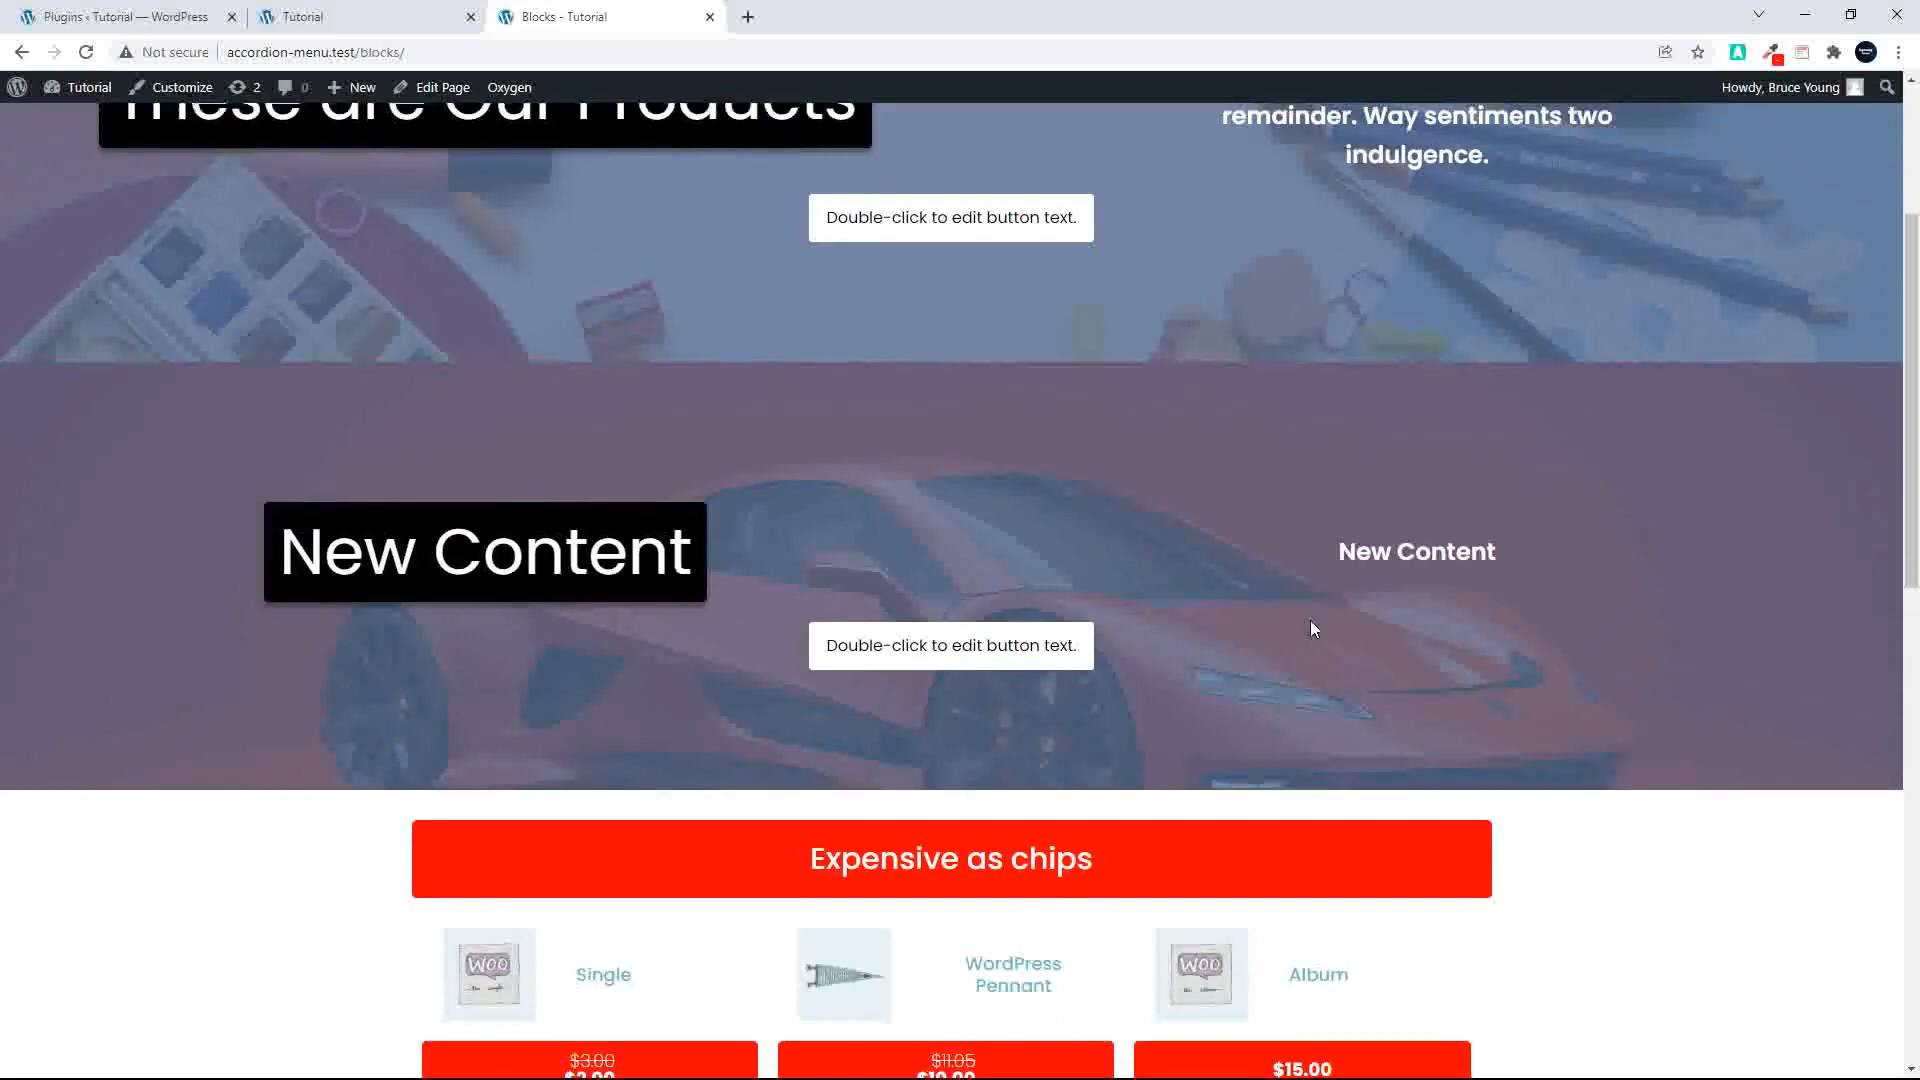 Plugins ‹ Tutorial — WordPress
Tutorial
Blocks - Tutorial
Not secure
accordion-menu.test/blocks/
Tutorial
Customize
2
0
New
Edit Page
Oxygen
Howdy, Bruce Young
These are Our Products
remainder. Way sentiments two
indulgence.
Double-click to edit button text.
New Content
New Content
Double-click to edit button text.
Expensive as chips
WOO
Single
WordPress
Pennant
WOO
Album
$3.00
$11.05
$15.00